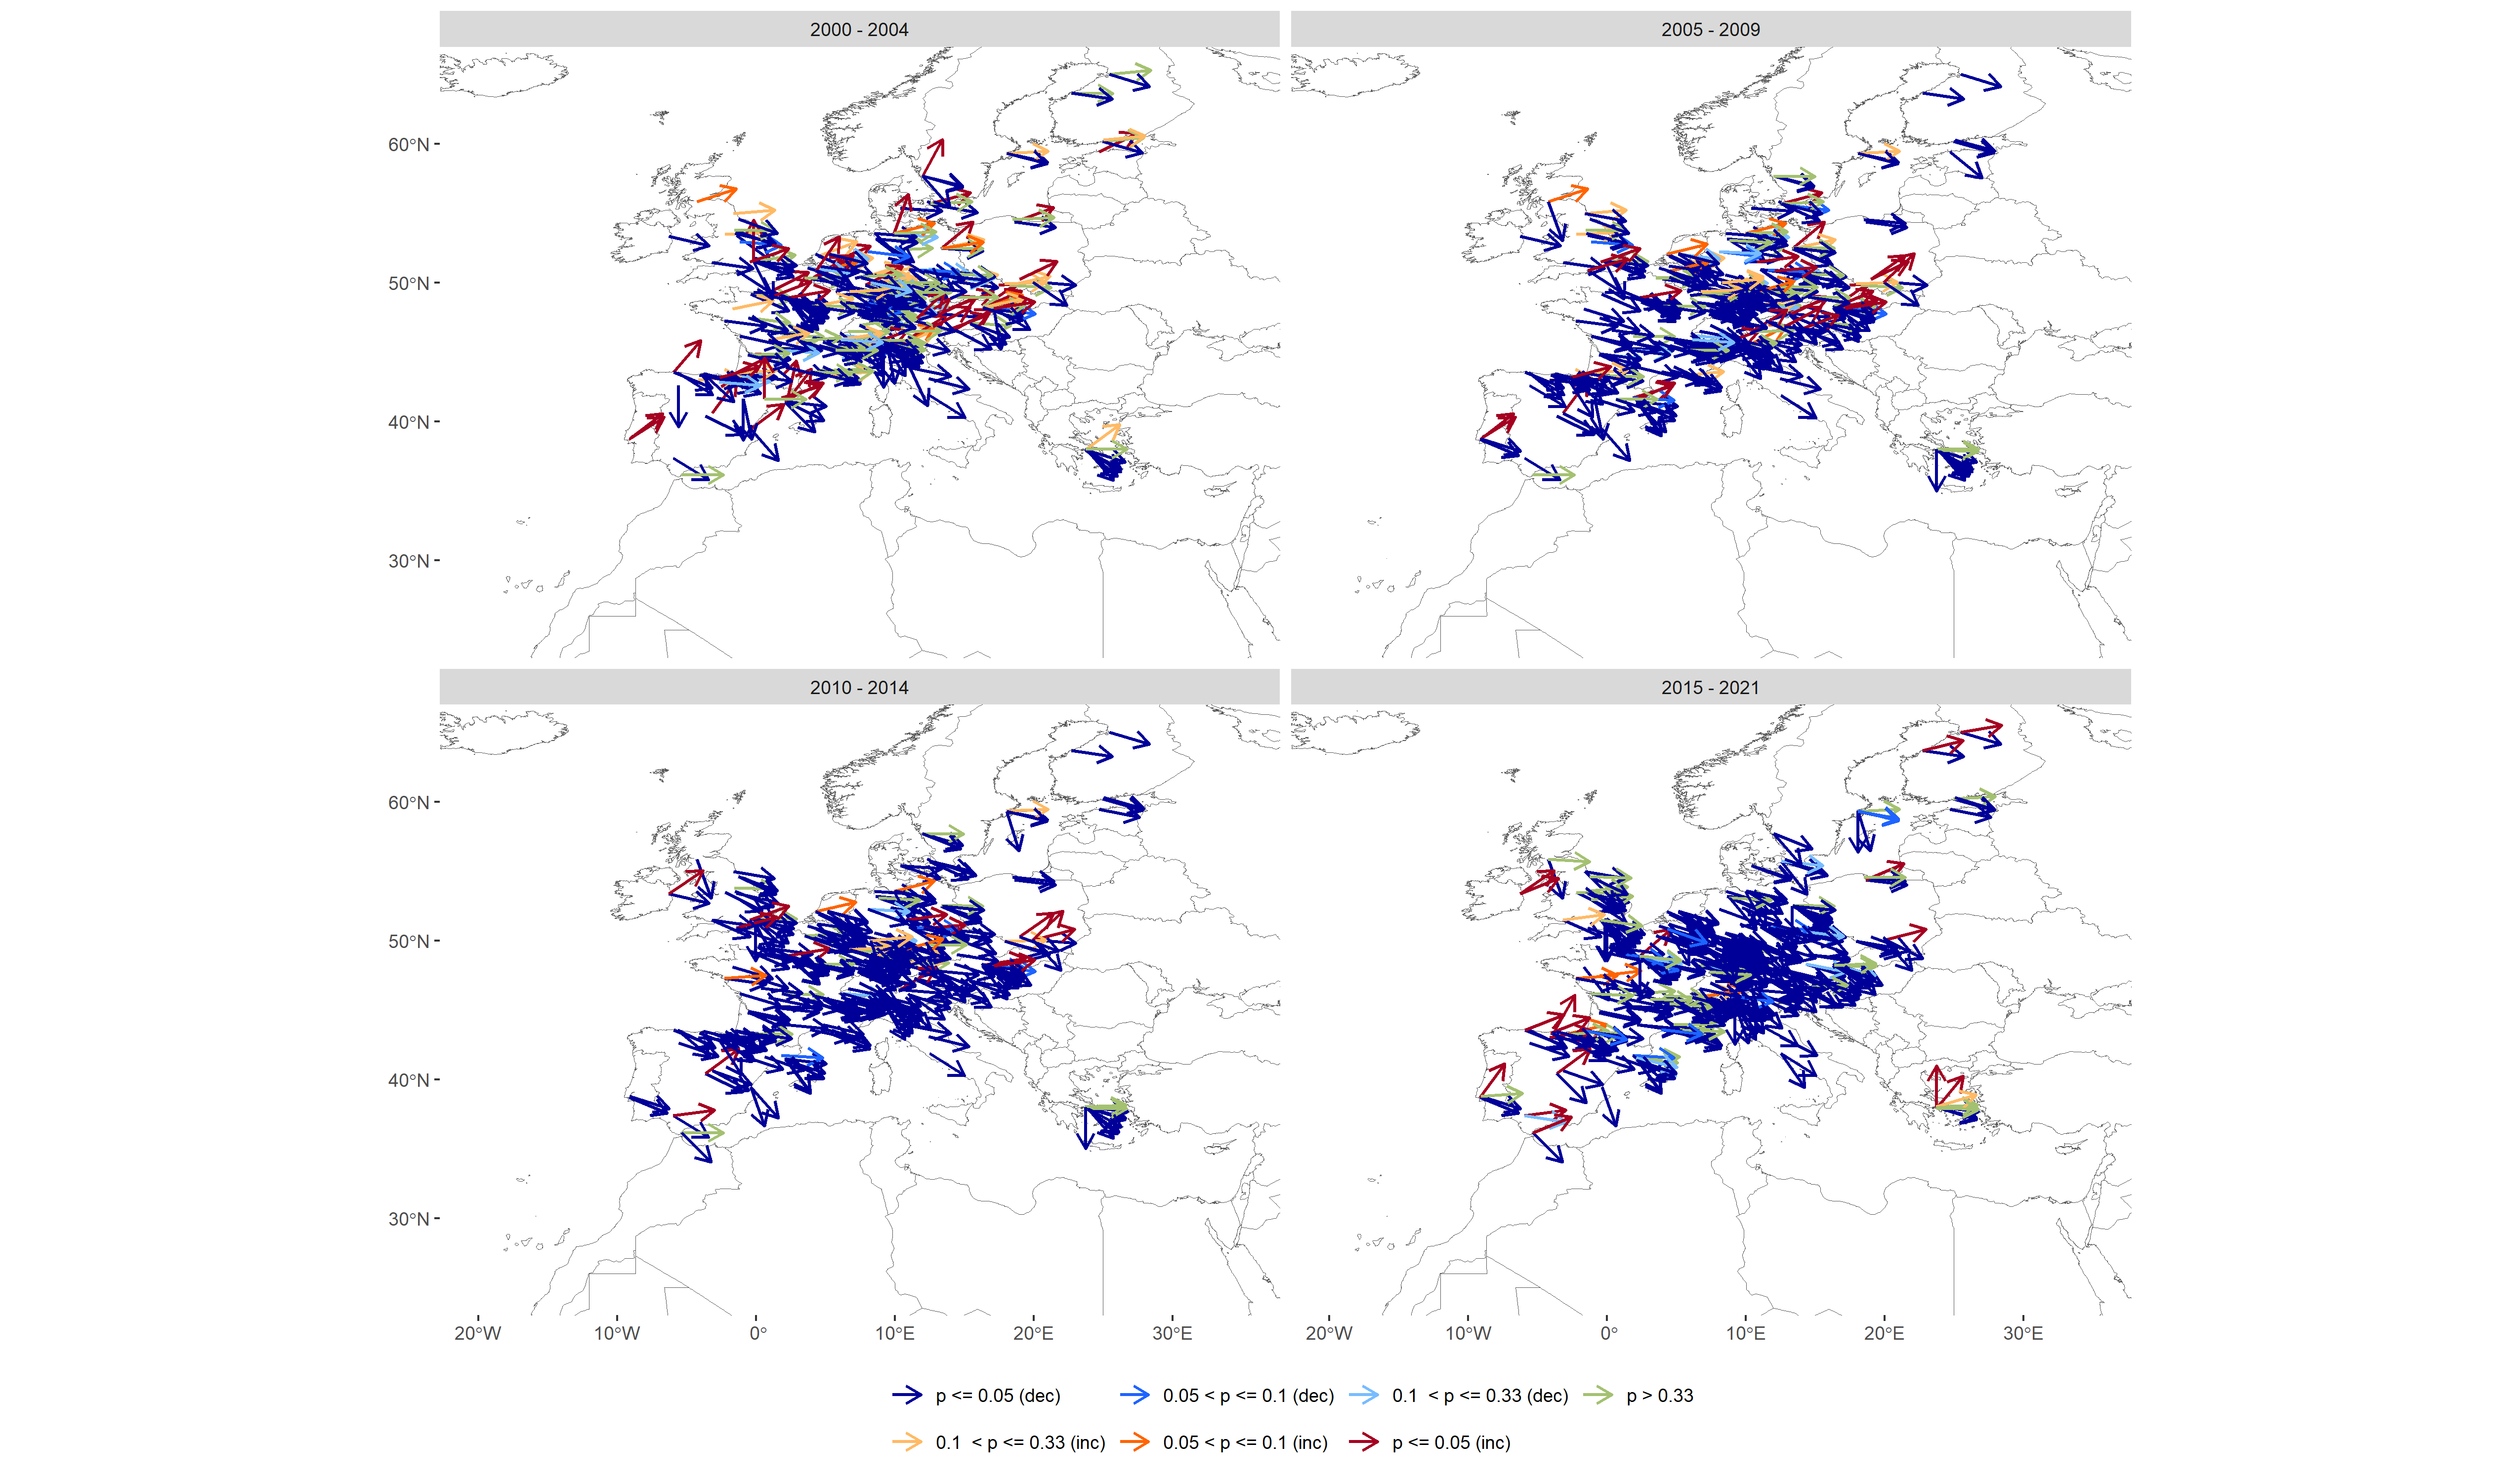 2000 - 2004
2005 - 2009
60°N
50°N
40°N
30°N
2010 - 2014
2015 - 2021
60°N
50°N
40°N
30°N
20°W 10°W 0° 10°E 20°E 30°E
20°W 10°W 0° 10°E 20°E 30°E
p <= 0.05 (dec) 0.05 < p <= 0.1 (dec) 0.1 < p <= 0.33 (dec) p > 0.33
0.1 < p <= 0.33 (inc) 0.05 < p <= 0.1 (inc) p <= 0.05 (inc)